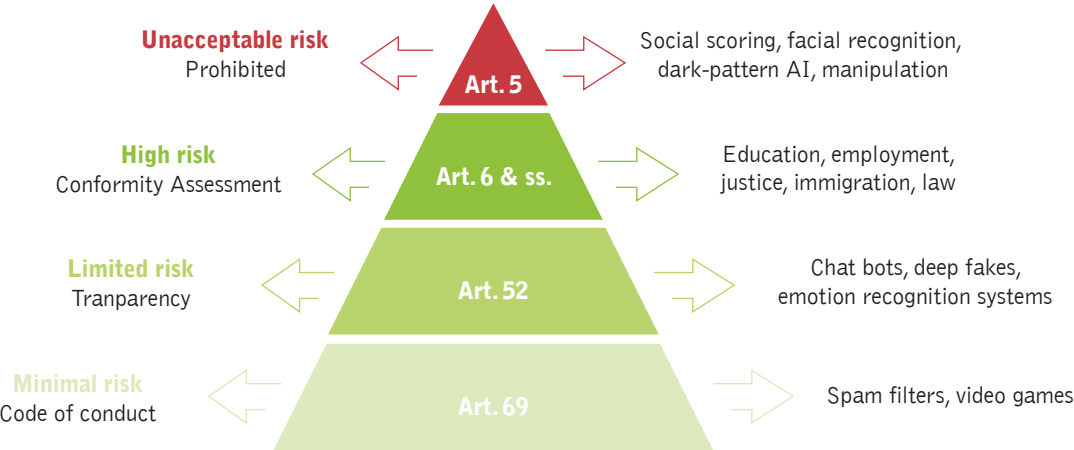 Unacceptable risk
Prohibited
Art. 5
Social scoring, facial recognition,
dark-pattern AI, manipulation
High risk
Conformity Assessment
Art. 6 & ss.
Education, employment,
justice, immigration, law
Limited risk
Tranparency
Art. 52
Chat bots, deep fakes,
emotion recognition systems
Minimal risk
Code of conduct
Art. 69
Spam filters, video games